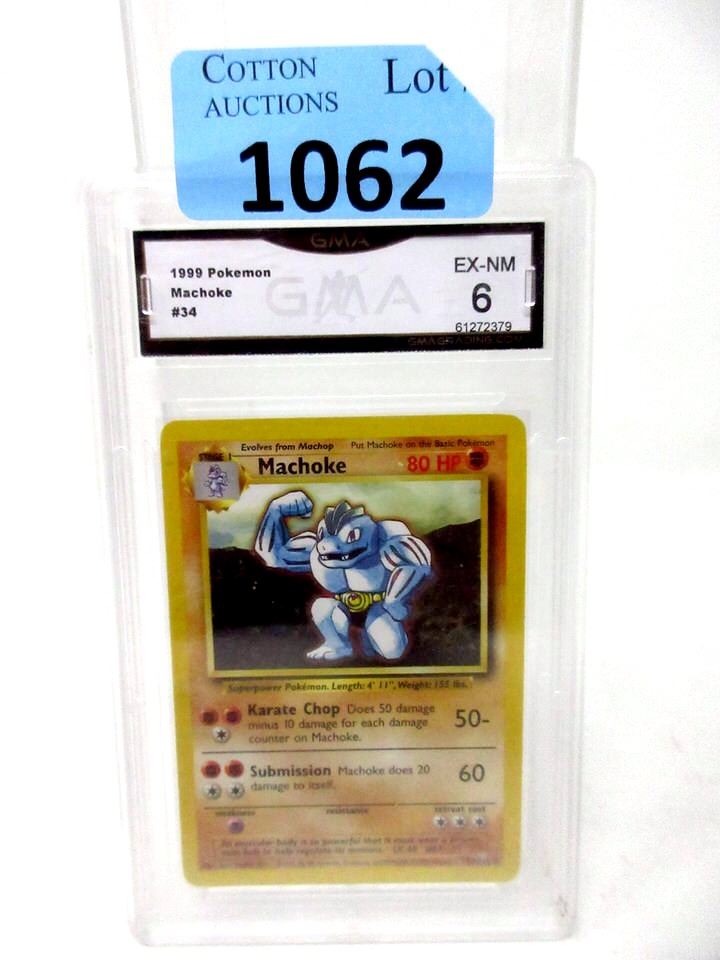 COTTON
AUCTIONS
Lot
1062
GMA
1999 Pokemon
Machoke
#34
GMA
EX-NM
6
61272379
GMAGRADING.COM
Evolves from Machop
Put Machoke on the Basic Pokémon
STAGE 1
Machoke
80 HP
Superpower Pokémon. Length: 4' 11", Weight: 155 lbs.
Karate Chop Does 50 damage
minus 10 damage for each damage
counter on Machoke.
50-
Submission Machoke does 20
damage to itself.
60
weakness
resistance
retreat cost